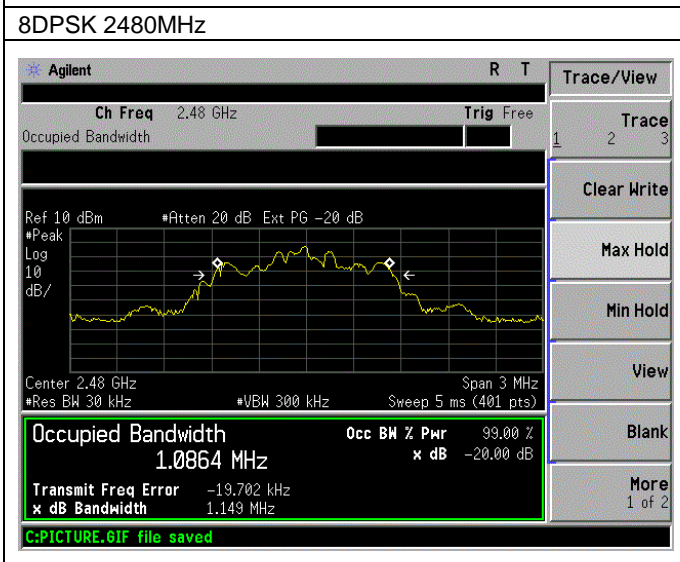 8DPSK 2480MHz
Agilent R T
Trace/View
Ch Freq 2.48 GHz Trig Free
Occupied Bandwidth
Trace
1 2 3
Clear Write
Ref 10 dBm #Atten 20 dB Ext PG -20 dB
#Peak
Log
10
dB/
Max Hold
Min Hold
View
Center 2.48 GHz Span 3 MHz
#Res BW 30 kHz #VBW 300 kHz Sweep 5 ms (401 pts)
Occupied Bandwidth Occ BW % Pwr 99.00 %
1.0864 MHz x dB -20.00 dB
Blank
Transmit Freq Error -19.702 kHz
x dB Bandwidth 1.149 MHz
More
1 of 2
C:PICTURE.GIF file saved